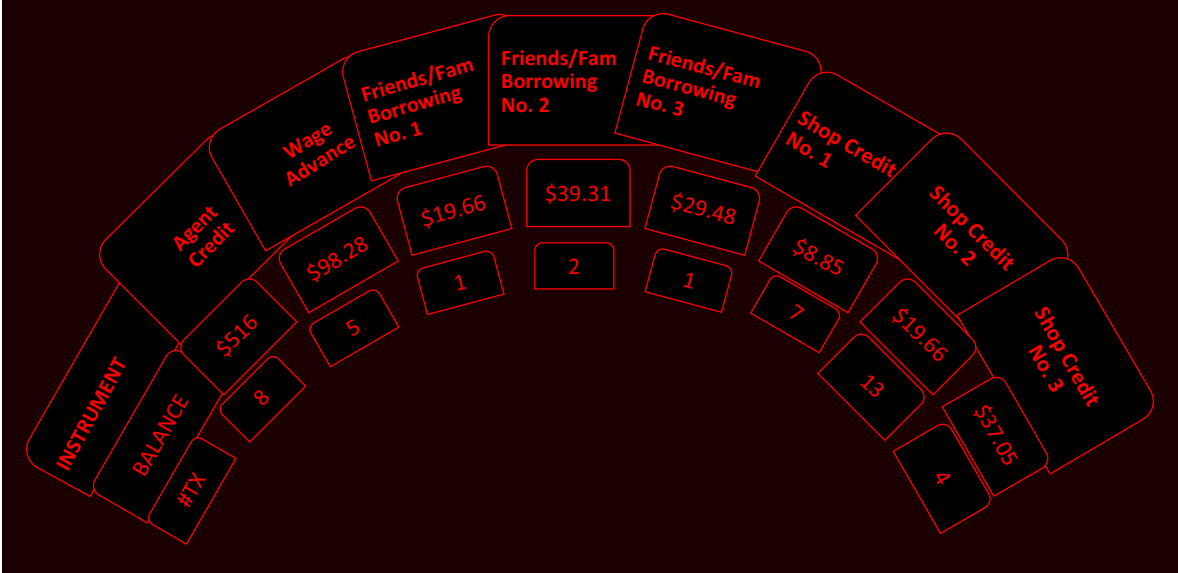 INSTRUMENT
BALANCE
#TX
Agent
Credit
$516
8
Wage
Advance
$98.28
5
Friends/Fam
Borrowing
No. 1
$19.66
1
Friends/Fam
Borrowing
No. 2
$39.31
2
Friends/Fam
Borrowing
No. 3
$29.48
1
Shop Credit
No. 1
$8.85
7
Shop Credit
No. 2
$19.66
13
Shop Credit
No. 3
$37.05
4